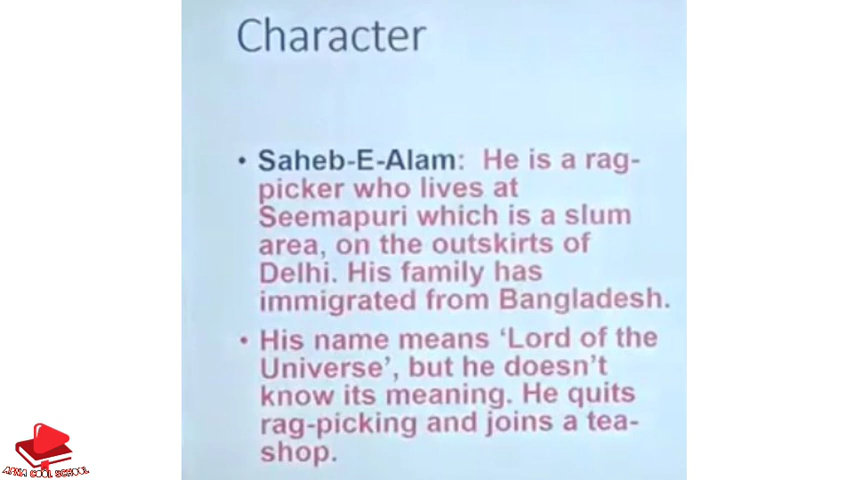 Character
• Saheb-E-Alam: He is a rag-
picker who lives at
Seemapuri which is a slum
area, on the outskirts of
Delhi. His family has
immigrated from Bangladesh.
• His name means ‘Lord of the
Universe’, but he doesn’t
know its meaning. He quits
rag-picking and joins a tea-
shop.
COOL SCHOOL